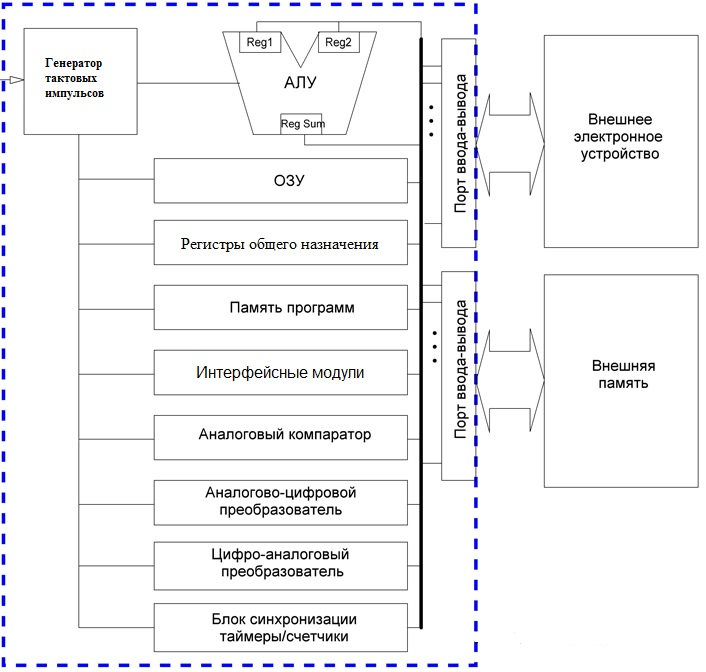 Генератор
тактовых
импульсов
Reg1
Reg2
АЛУ
Reg Sum
ОЗУ
Регистры общего назначения
Память программ
Интерфейсные модули
Аналоговый компаратор
Аналогово-цифровой
преобразователь
Цифро-аналоговый
преобразователь
Блок синхронизации
таймеры/счетчики
Порт ввода-вывода
Порт ввода-вывода
Внешнее
электронное
устройство
Внешняя
память